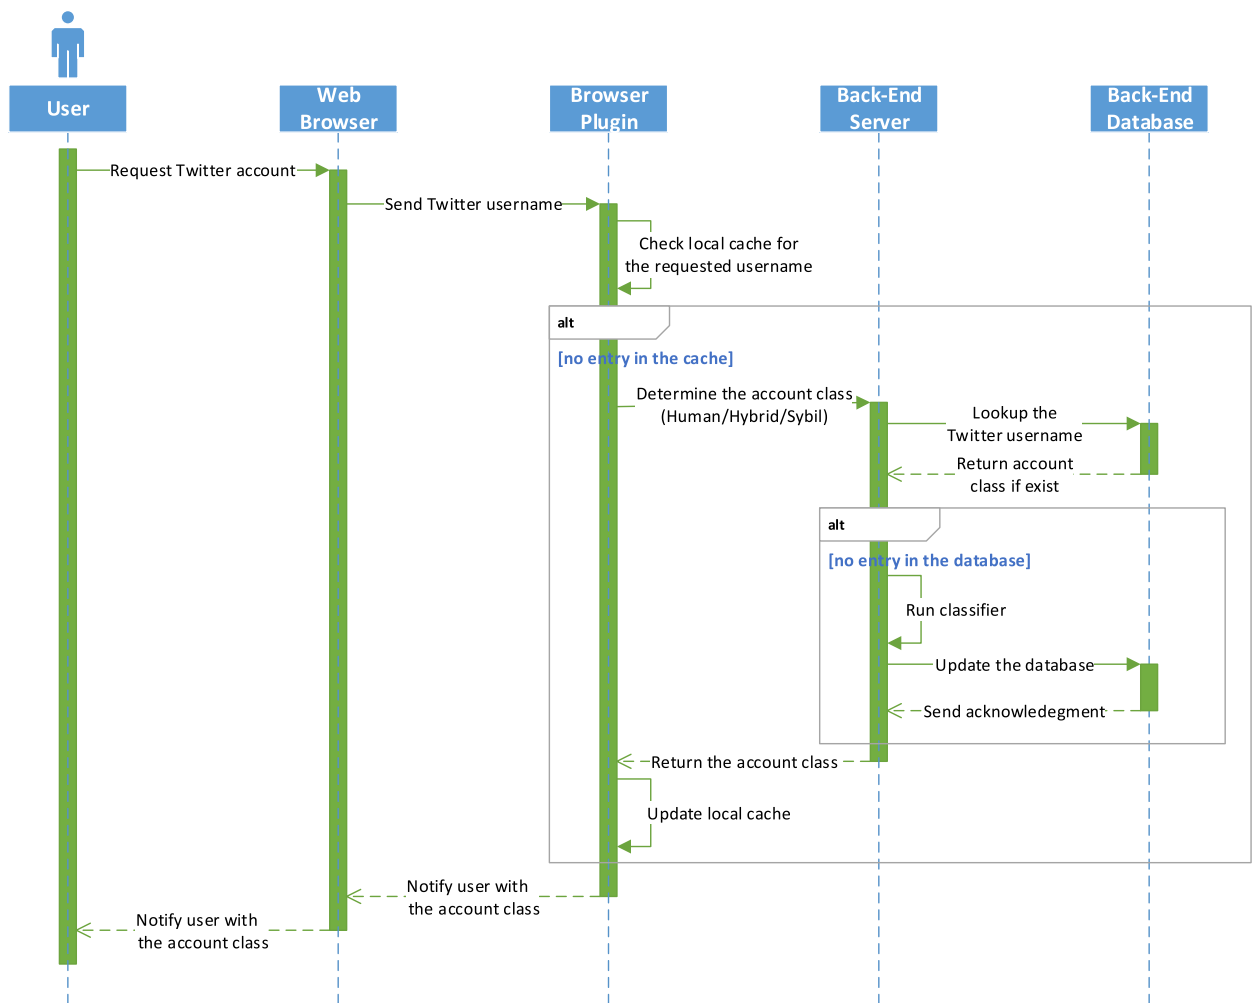 User
Web
Browser
Browser
Plugin
Back-End
Server
Back-End
Database
Request Twitter account
Send Twitter username
Check local cache for
the requested username
alt
[no entry in the cache]
Determine the account class
(Human/Hybrid/Sybil)
Lookup the
Twitter username
Return account
class if exist
alt
[no entry in the database]
Run classifier
Update the database
Send acknowledegment
Return the account class
Update local cache
Notify user with
the account class
Notify user with
the account class